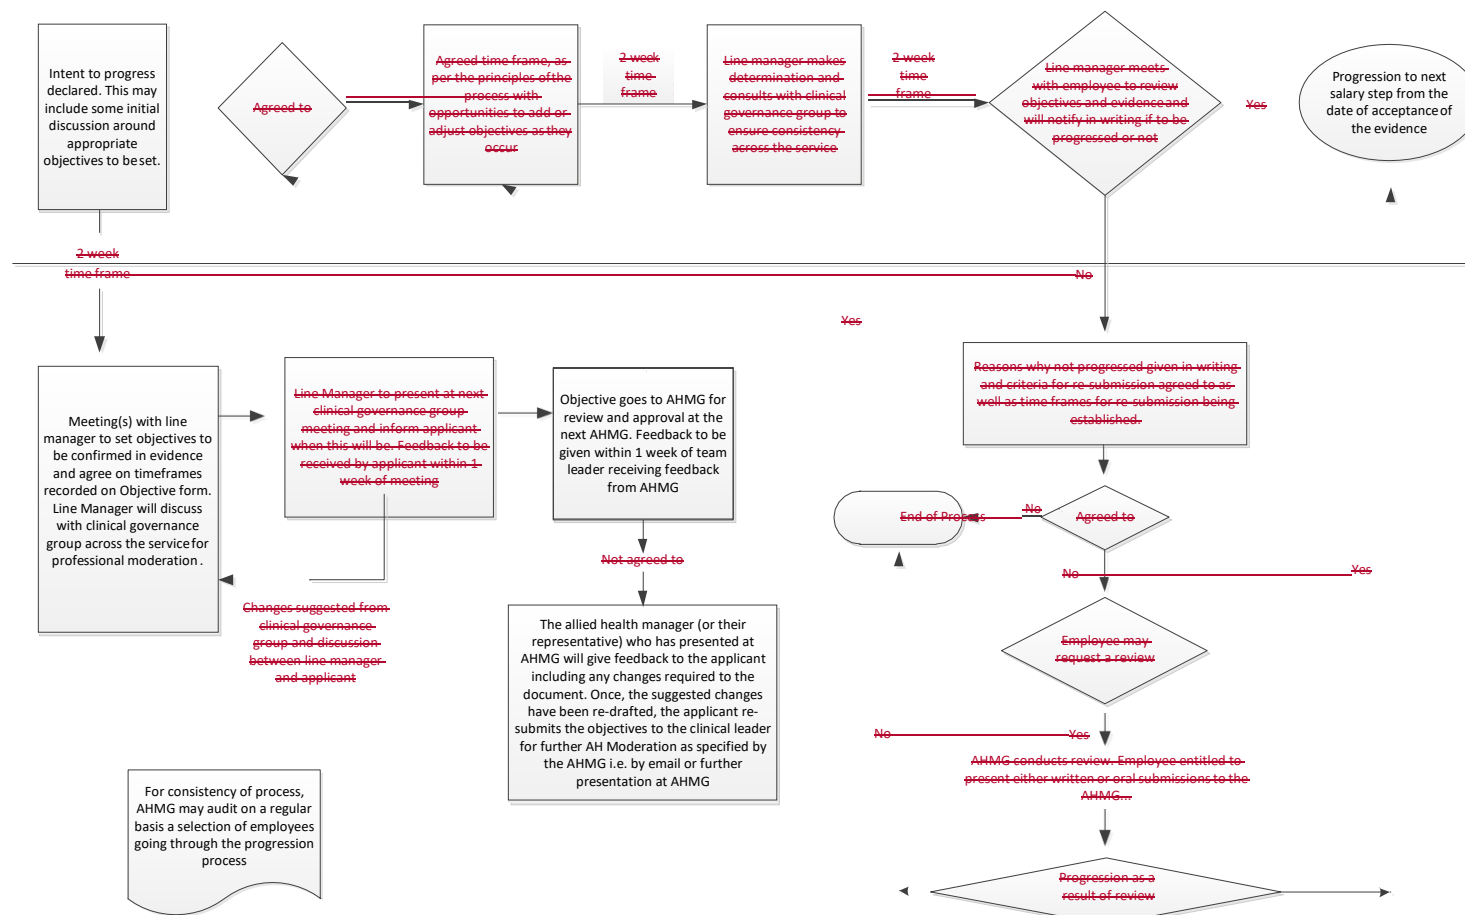 Intent to progress
declared. This may
include some initial
discussion around
appropriate
objectives to be set.
Agreed to
Agreed time frame, as
per the principles of the
process with
opportunities to add or
adjust objectives as they
occur
2 week
time
frame
Line manager makes
determination and
consults with clinical
governance group to
ensure consistency
across the service
2 week
time
frame
Line manager meets
with employee to review
objectives and evidence and
will notify in writing if to be
progressed or not
Yes
Progression to next
salary step from the
date of acceptance of
the evidence
2 week
time frame
No
Yes
Meeting(s) with line
manager to set objectives to
be confirmed in evidence
and agree on timeframes
recorded on Objective form.
Line Manager will discuss
with clinical governance
group across the service for
professional moderation .
Line Manager to present at next
clinical governance group
meeting and inform applicant
when this will be. Feedback to be
received by applicant within 1
week of meeting
Objective goes to AHMG for
review and approval at the
next AHMG. Feedback to be
given within 1 week of team
leader receiving feedback
from AHMG
Reasons why not progressed given in writing
and criteria for re-submission agreed to as
well as time frames for re-submission being
established.
End of Process
No
Agreed to
Not agreed to
No
Yes
Changes suggested from
clinical governance
group and discussion
between line manager
and applicant
The allied health manager (or their
representative) who has presented at
AHMG will give feedback to the applicant
including any changes required to the
document. Once, the suggested changes
have been re-drafted, the applicant re-
submits the objectives to the clinical leader
for further AH Moderation as specified by
the AHMG i.e. by email or further
presentation at AHMG
Employee may
request a review
No
Yes
AHMG conducts review. Employee entitled to
present either written or oral submissions to the
AHMG...
For consistency of process,
AHMG may audit on a regular
basis a selection of employees
going through the progression
process
Progression as a
result of review